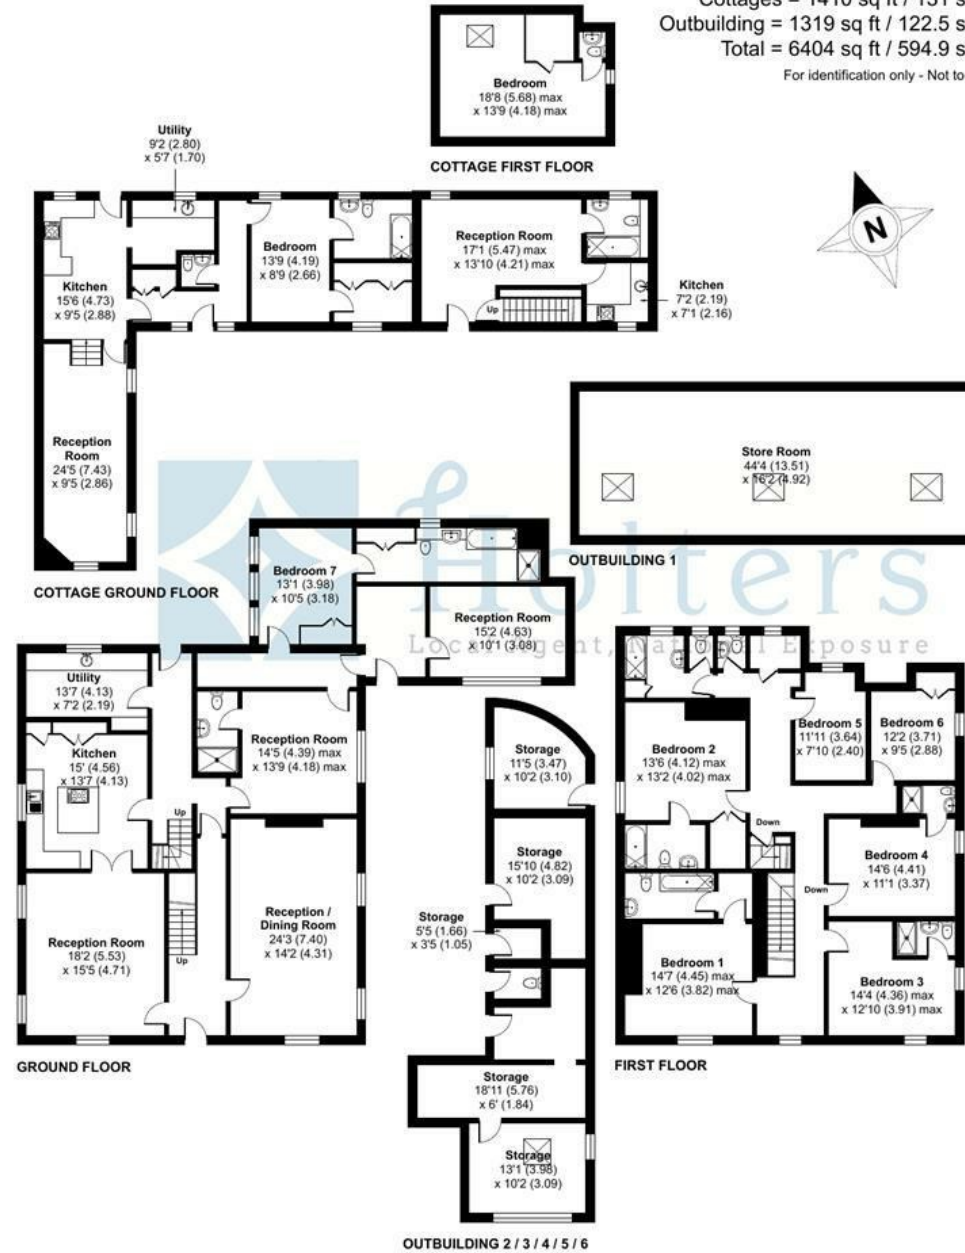 Cottages = 1410 sq ft / 131 s
Outbuilding = 1319 sq ft / 122.5 s
Total = 6404 sq ft / 594.9 s
For identification only - Not to
Bedroom
18'8 (5.68) max
x 13'9 (4.18) max
COTTAGE FIRST FLOOR
Utility
9'2 (2.80)
x 5'7 (1.70)
N
Bedroom
13'9 (4.19)
x 8'9 (2.66)
Reception Room
17'1 (5.47) max
x 13'10 (4.21) max
Kitchen
15'6 (4.73)
x 9'5 (2.88)
Up
Kitchen
7'2 (2.19)
x 7'1 (2.16)
Reception
Room
24'5 (7.43)
x 9'5 (2.86)
COTTAGE GROUND FLOOR
Store Room
44'4 (13.51)
x 16'2 (4.92)
OUTBUILDING 1
Holters
Local Agent, National Exposure
Bedroom 7
13'1 (3.98)
x 10'5 (3.18)
Reception Room
15'2 (4.63)
x 10'1 (3.08)
Utility
13'7 (4.13)
x 7'2 (2.19)
Kitchen
15' (4.56)
x 13'7 (4.13)
Reception Room
14'5 (4.39) max
x 13'9 (4.18) max
Up
Reception Room
18'2 (5.53)
x 15'5 (4.71)
Up
Reception /
Dining Room
24'3 (7.40)
x 14'2 (4.31)
GROUND FLOOR
Storage
11'5 (3.47)
x 10'2 (3.10)
Storage
15'10 (4.82)
x 10'2 (3.09)
Storage
5'5 (1.66)
x 3'5 (1.05)
Storage
18'11 (5.76)
x 6' (1.84)
Storage
13'1 (3.98)
x 10'2 (3.09)
OUTBUILDING 2 / 3 / 4 / 5 / 6
Bedroom 2
13'6 (4.12) max
x 13'2 (4.02) max
Bedroom 5
11'11 (3.64)
x 7'10 (2.40)
Bedroom 6
12'2 (3.71)
x 9'5 (2.88)
Down
Down
Bedroom 4
14'6 (4.41)
x 11'1 (3.37)
Bedroom 1
14'7 (4.45) max
x 12'6 (3.82) max
Bedroom 3
14'4 (4.36) max
x 12'10 (3.91) max
FIRST FLOOR